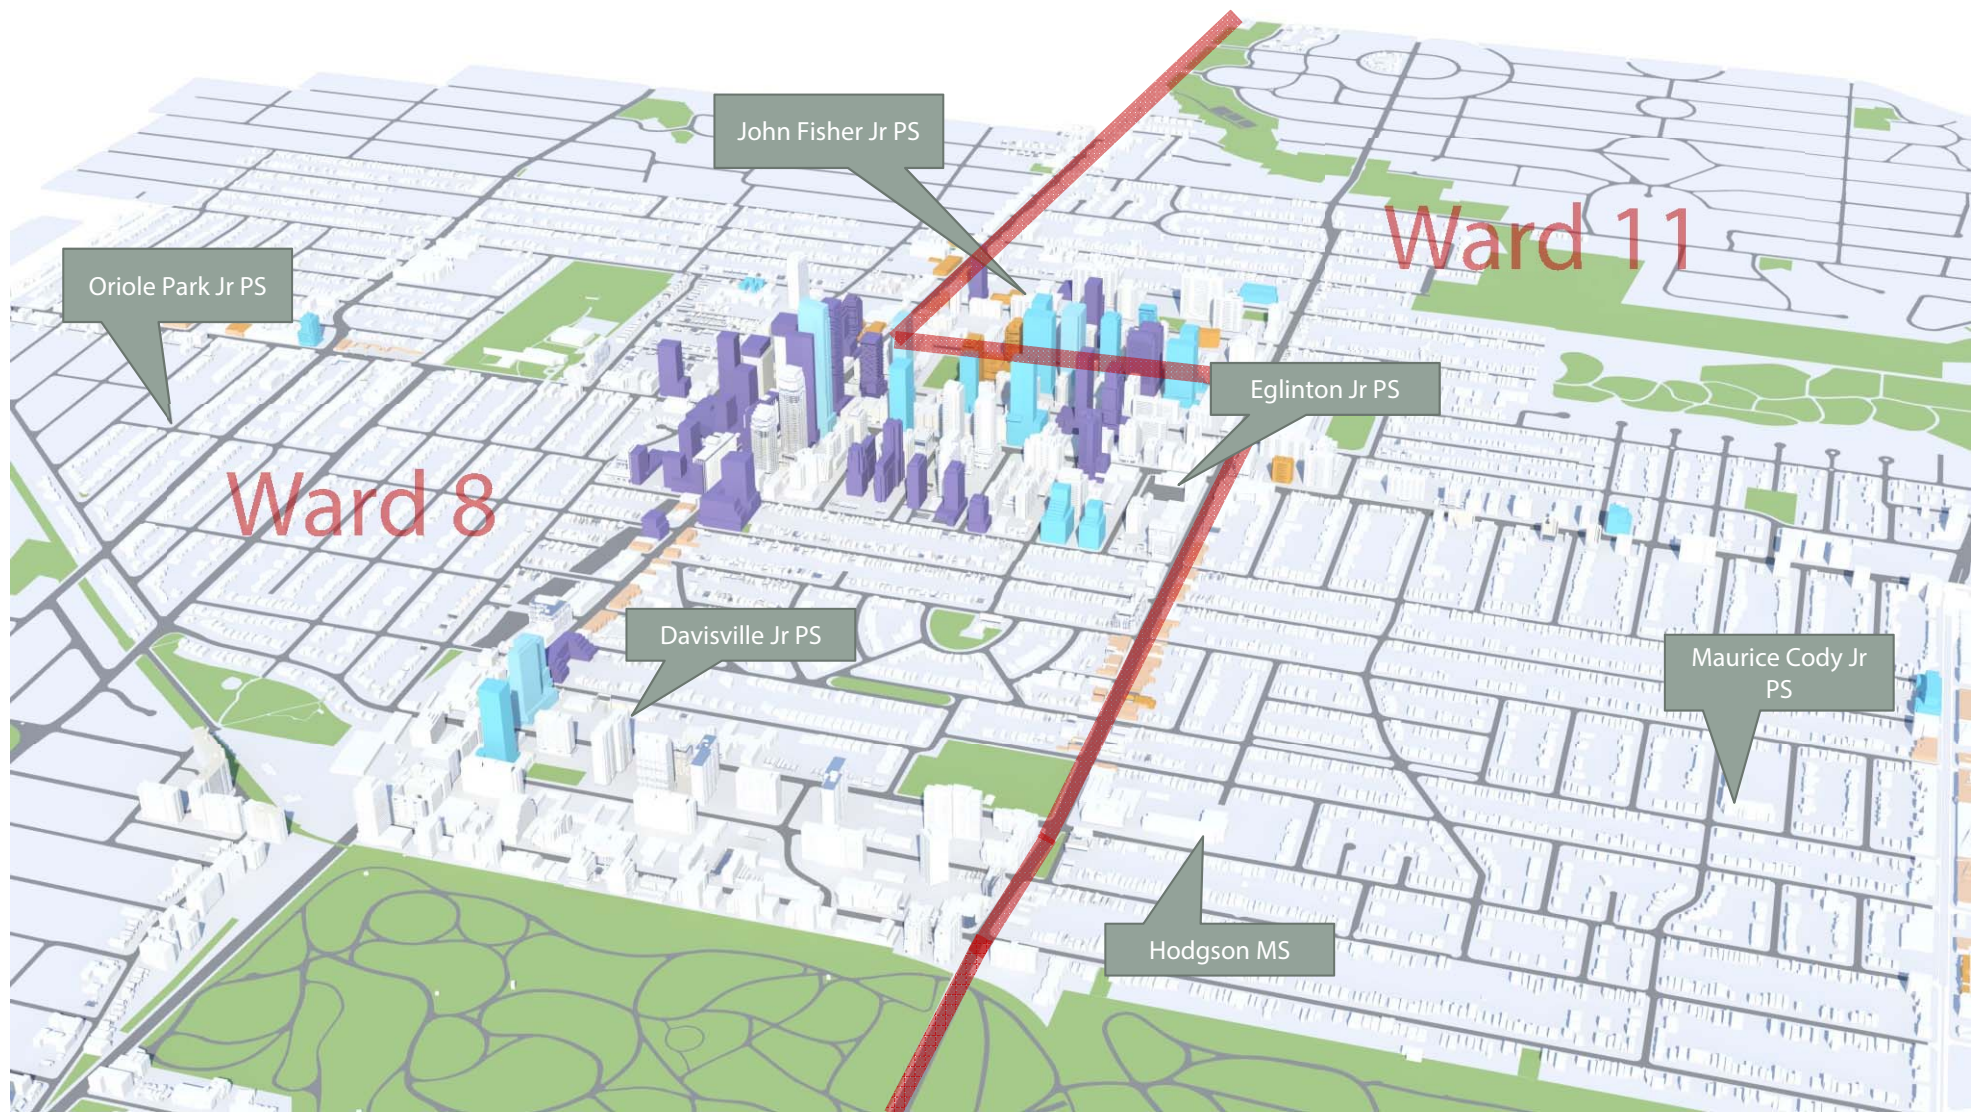 John Fisher Jr PS
Ward 11
Oriole Park Jr PS
Eglinton Jr PS
Ward 8
Davisville Jr PS
Maurice Cody Jr
PS
Hodgson MS